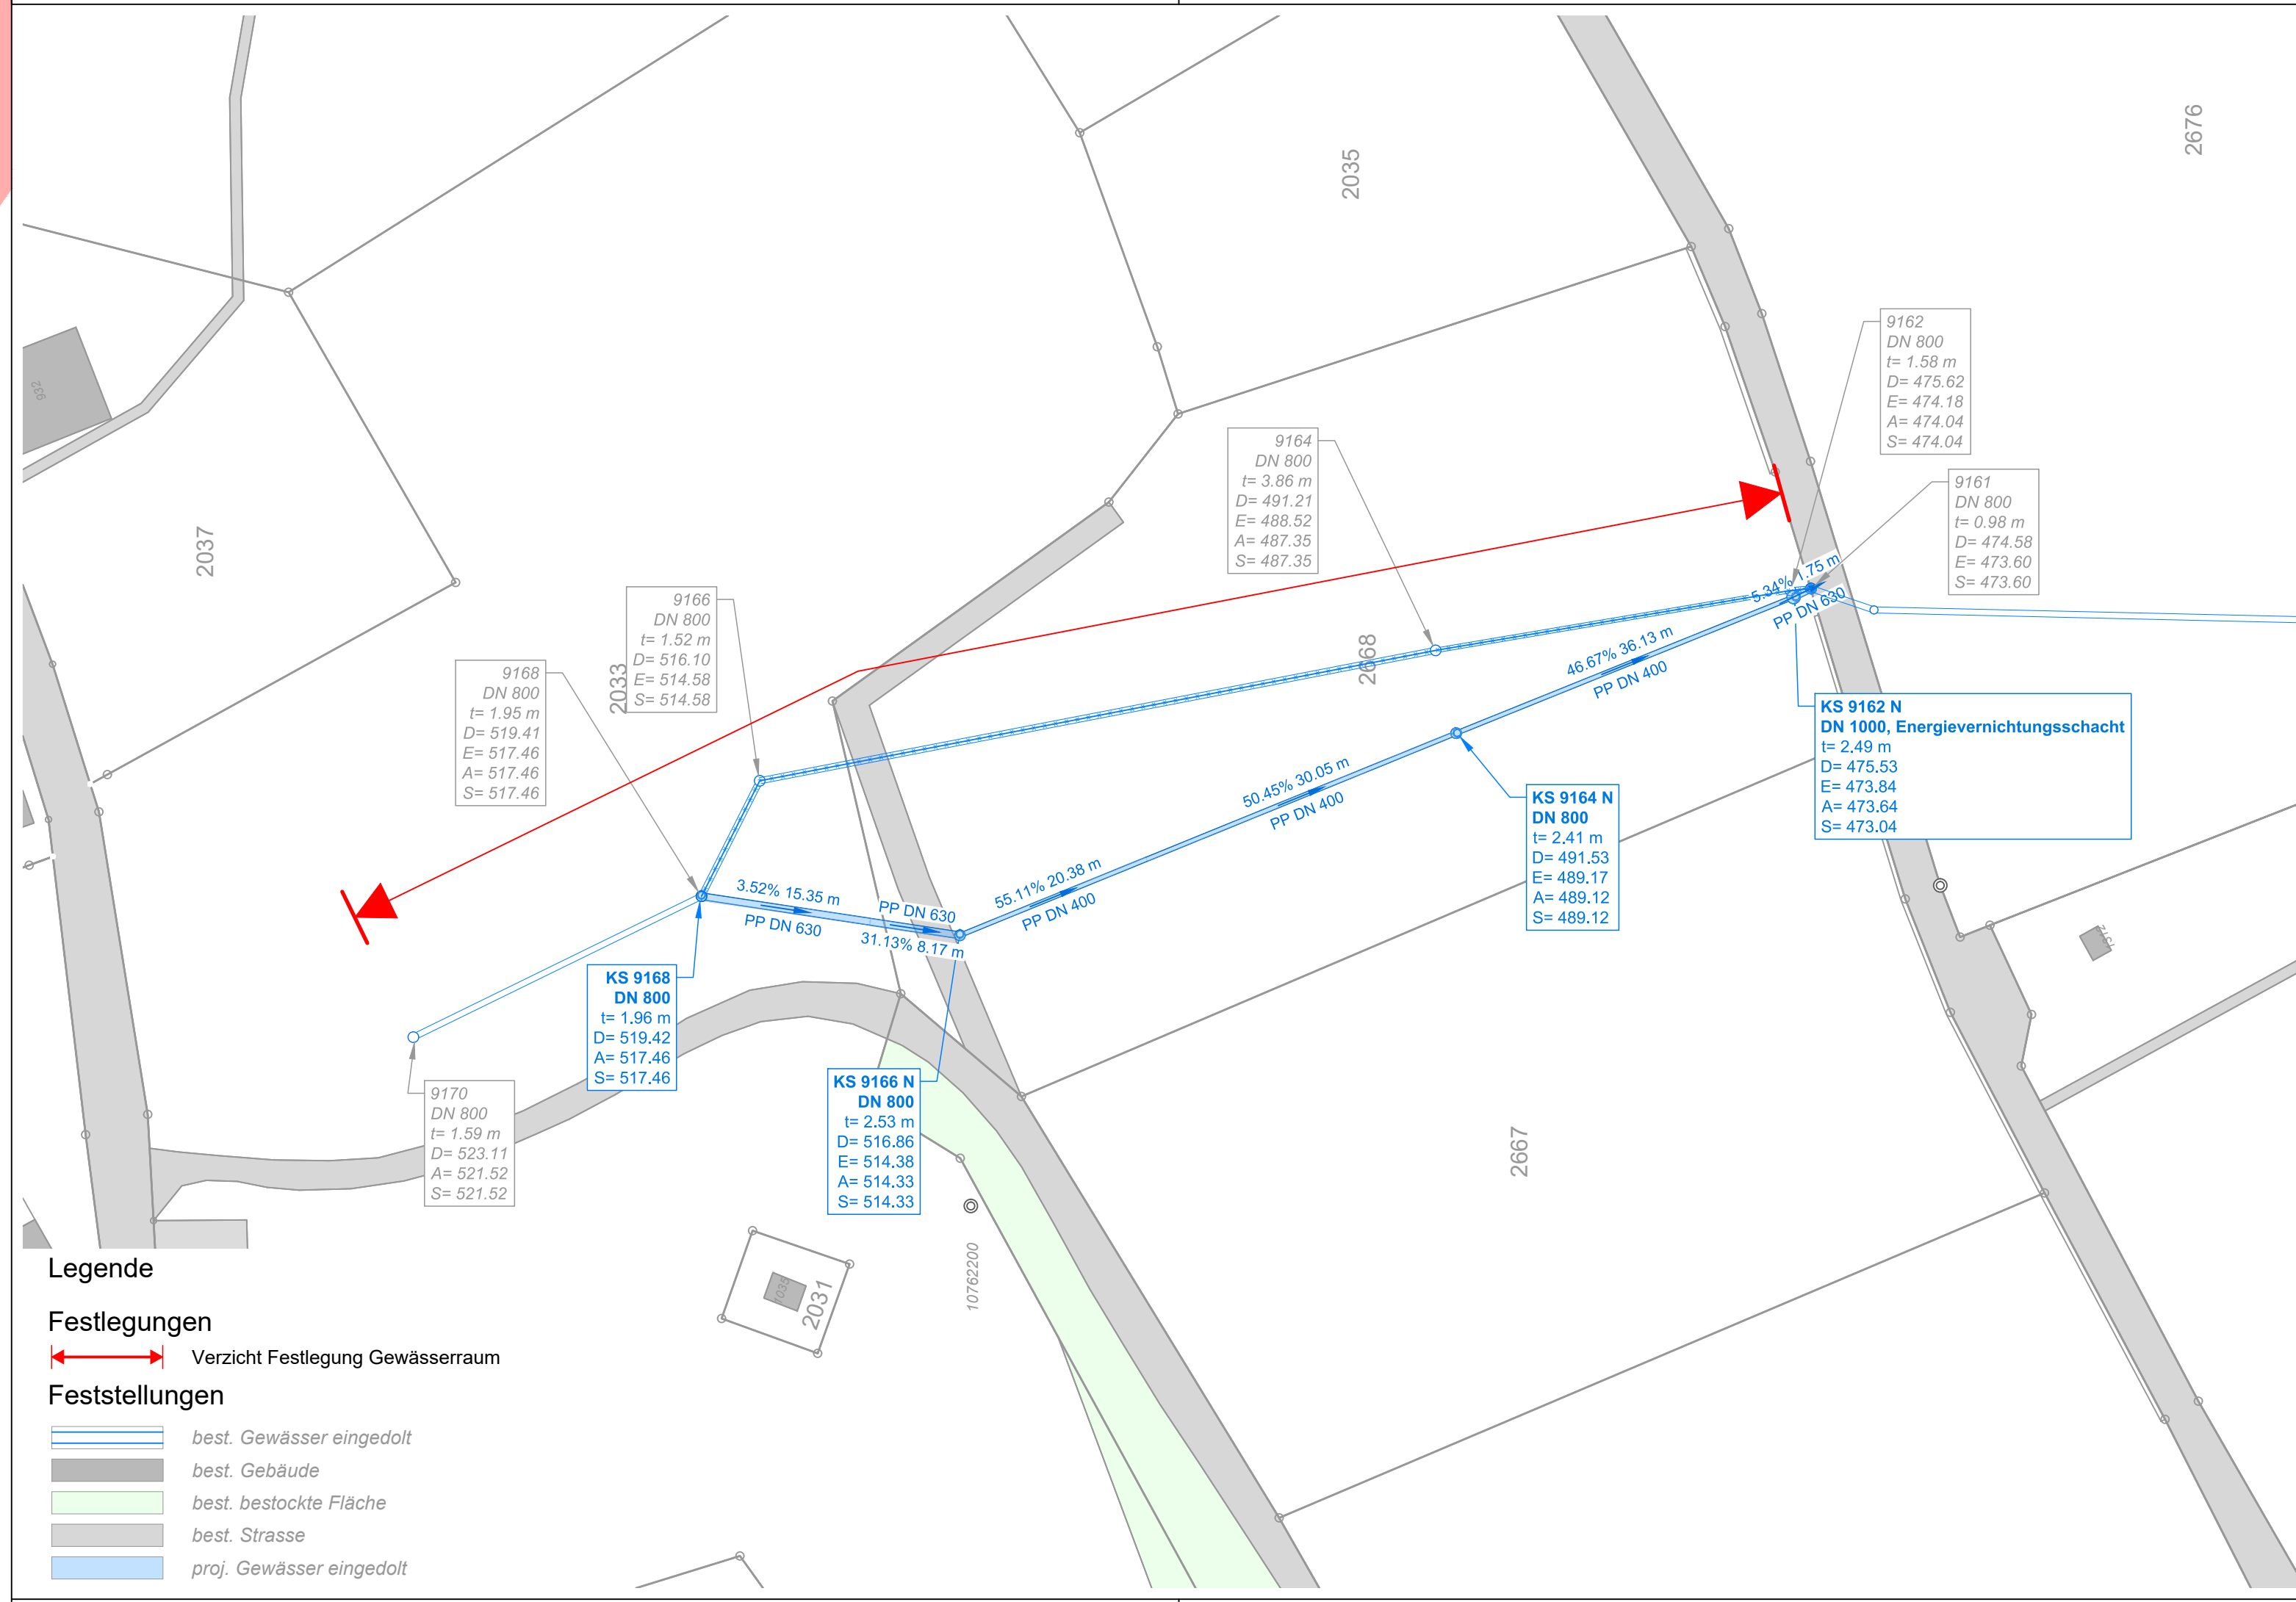 2676
2035
932
2037
2033
2668
2667
2031
1035
10762200
9162
DN 800
t= 1.58 m
D= 475.62
E= 474.18
A= 474.04
S= 474.04
9164
DN 800
t= 3.86 m
D= 491.21
E= 488.52
A= 487.35
S= 487.35
9161
DN 800
t= 0.98 m
D= 474.58
E= 473.60
S= 473.60
9166
DN 800
t= 1.52 m
D= 516.10
E= 514.58
S= 514.58
9168
DN 800
t= 1.95 m
D= 519.41
E= 517.46
A= 517.46
S= 517.46
5.34% 1.75 m
PP DN 630
46.67% 36.13 m
PP DN 400
50.45% 30.05 m
PP DN 400
55.11% 20.38 m
PP DN 400
3.52% 15.35 m
PP DN 630
PP DN 630
31.13% 8.17 m
KS 9162 N
DN 1000, Energievernichtungsschacht
t= 2.49 m
D= 475.53
E= 473.84
A= 473.64
S= 473.04
KS 9164 N
DN 800
t= 2.41 m
D= 491.53
E= 489.17
A= 489.12
S= 489.12
KS 9168
DN 800
t= 1.96 m
D= 519.42
A= 517.46
S= 517.46
KS 9166 N
DN 800
t= 2.53 m
D= 516.86
E= 514.38
A= 514.33
S= 514.33
9170
DN 800
t= 1.59 m
D= 523.11
A= 521.52
S= 521.52
Legende
Festlegungen
Verzicht Festlegung Gewässerraum
Feststellungen
best. Gewässer eingedolt
best. Gebäude
best. bestockte Fläche
best. Strasse
proj. Gewässer eingedolt